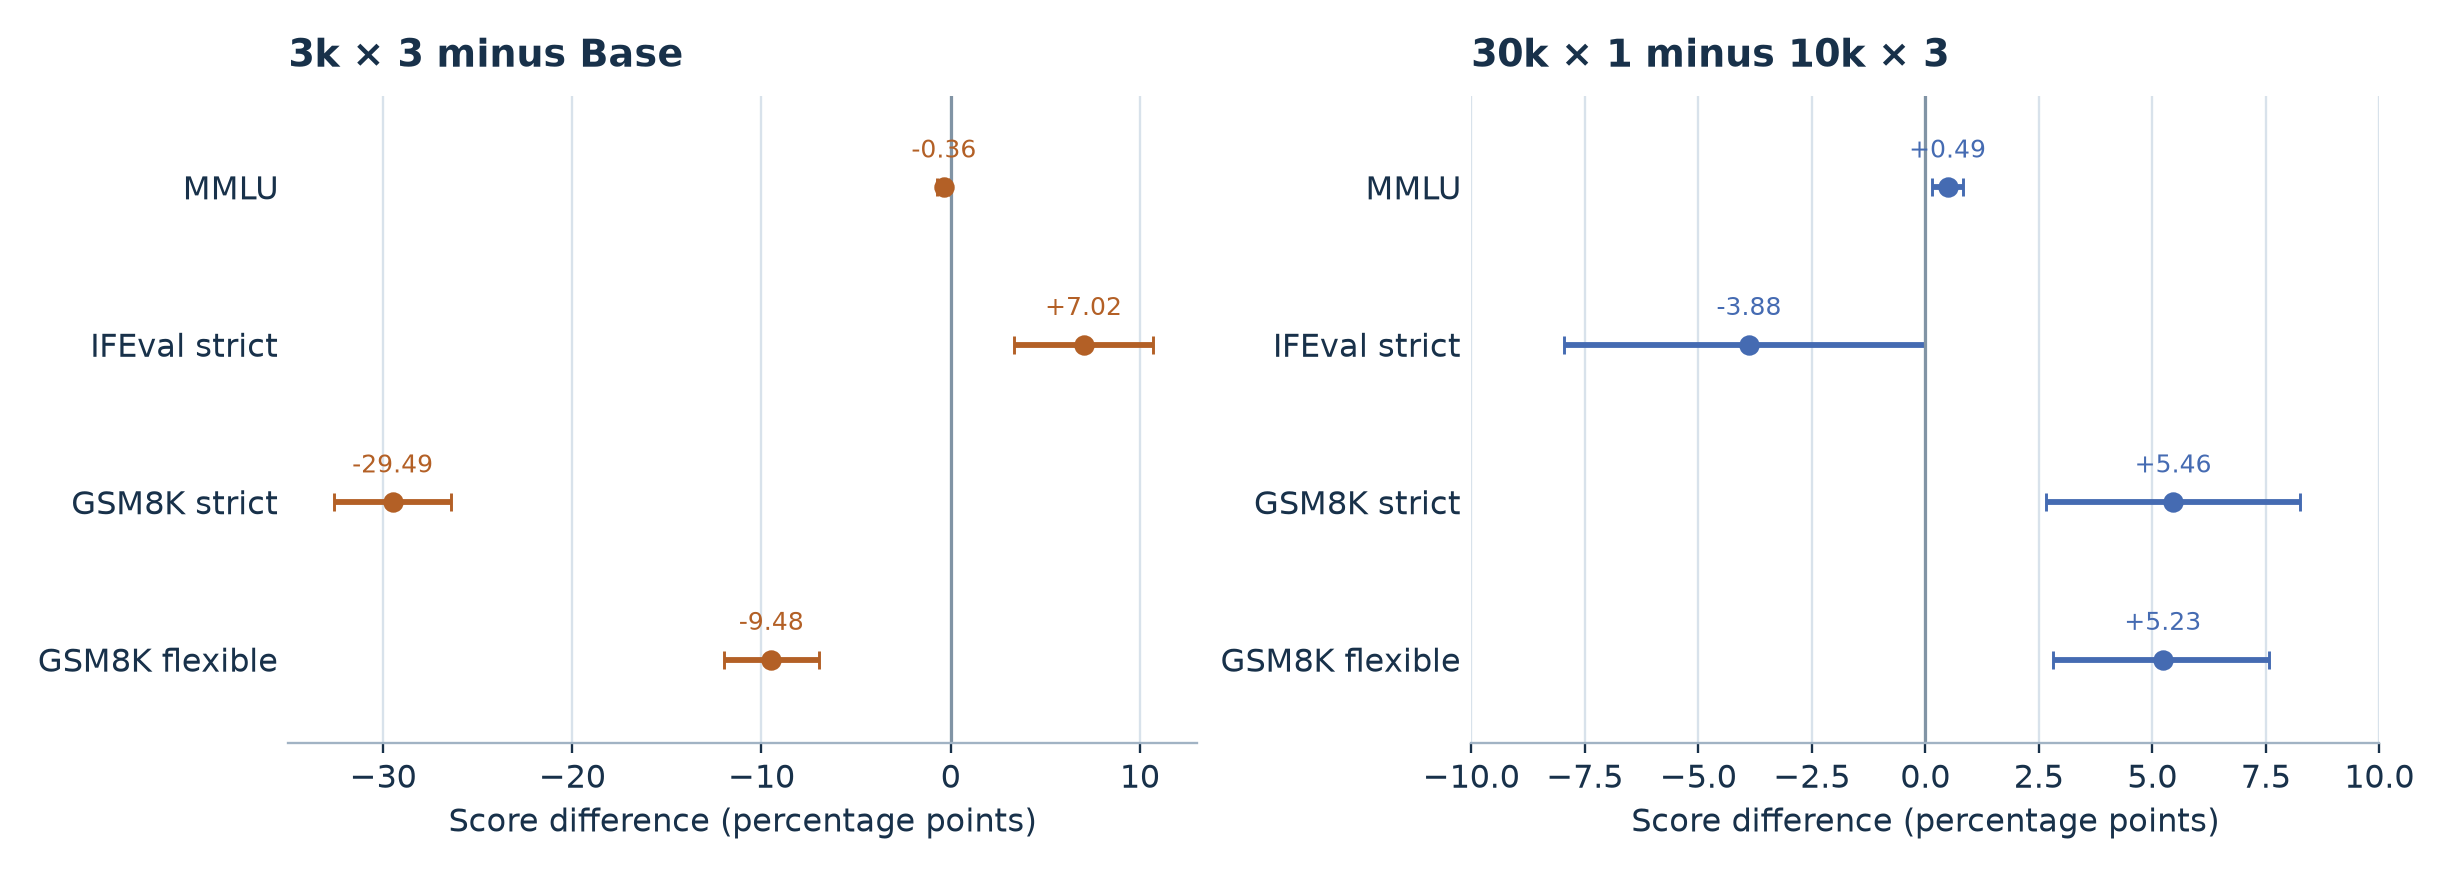 3k × 3 minus Base
MMLU
-0.36
IFEval strict
+7.02
GSM8K strict
-29.49
GSM8K flexible
-9.48
−30 −20 −10 0 10
Score difference (percentage points)
30k × 1 minus 10k × 3
MMLU
+0.49
IFEval strict
-3.88
GSM8K strict
+5.46
GSM8K flexible
+5.23
−10.0 −7.5 −5.0 −2.5 0.0 2.5 5.0 7.5 10.0
Score difference (percentage points)